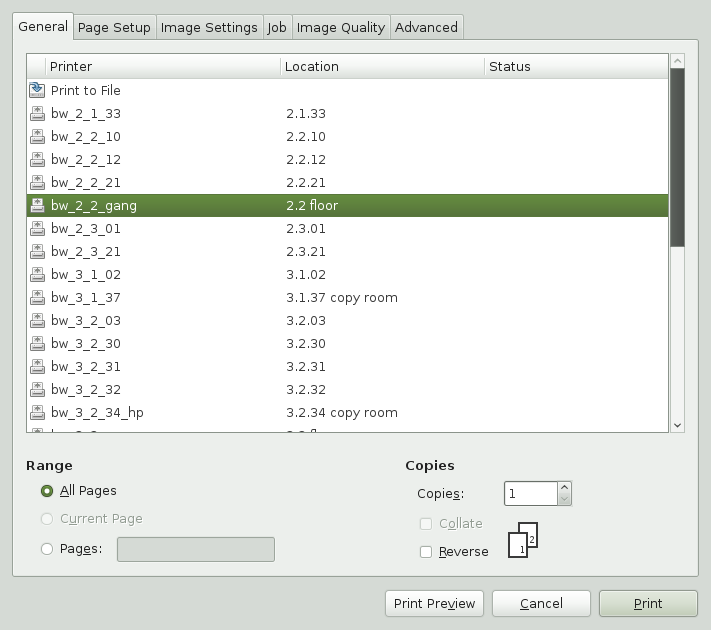 General Page Setup Image Settings Job Image Quality Advanced
Printer Location Status
Print to File
bw_2_1_33 2.1.33
bw_2_2_10 2.2.10
bw_2_2_12 2.2.12
bw_2_2_21 2.2.21
bw_2_2_gang 2.2 floor
bw_2_3_01 2.3.01
bw_2_3_21 2.3.21
bw_3_1_02 3.1.02
bw_3_1_37 3.1.37 copy room
bw_3_2_03 3.2.03
bw_3_2_30 3.2.30
bw_3_2_31 3.2.31
bw_3_2_32 3.2.32
bw_3_2_34_hp 3.2.34 copy room
Range
All Pages
Current Page
Pages:
Copies
Copies: 1
Collate
Reverse
1 2
Print Preview Cancel Print